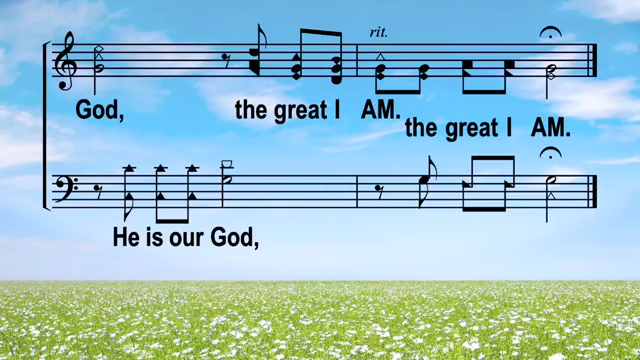 rit.
God, the great I AM.
the great I AM.
He is our God,